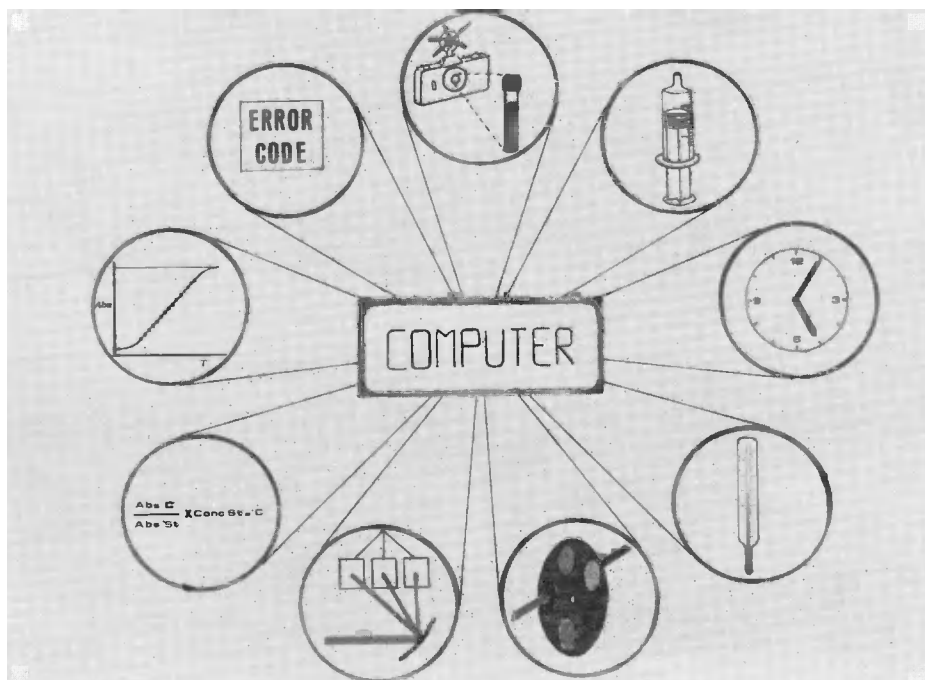 ERROR
CODE
12
9
3
6
Abs
T
COMPUTER
Abs C
Abs St
X Conc St = C